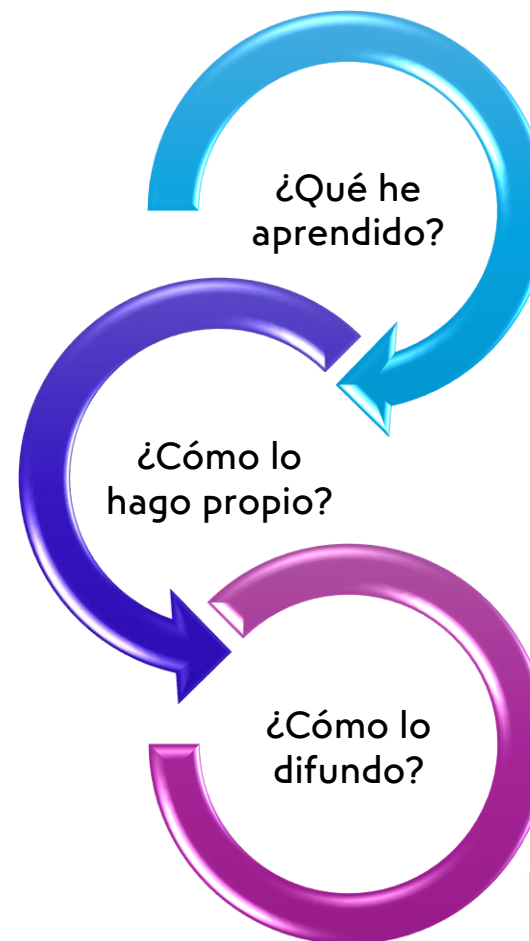 ¿Qué he
aprendido?
¿Cómo lo
hago propio?
¿Cómo lo
difundo?